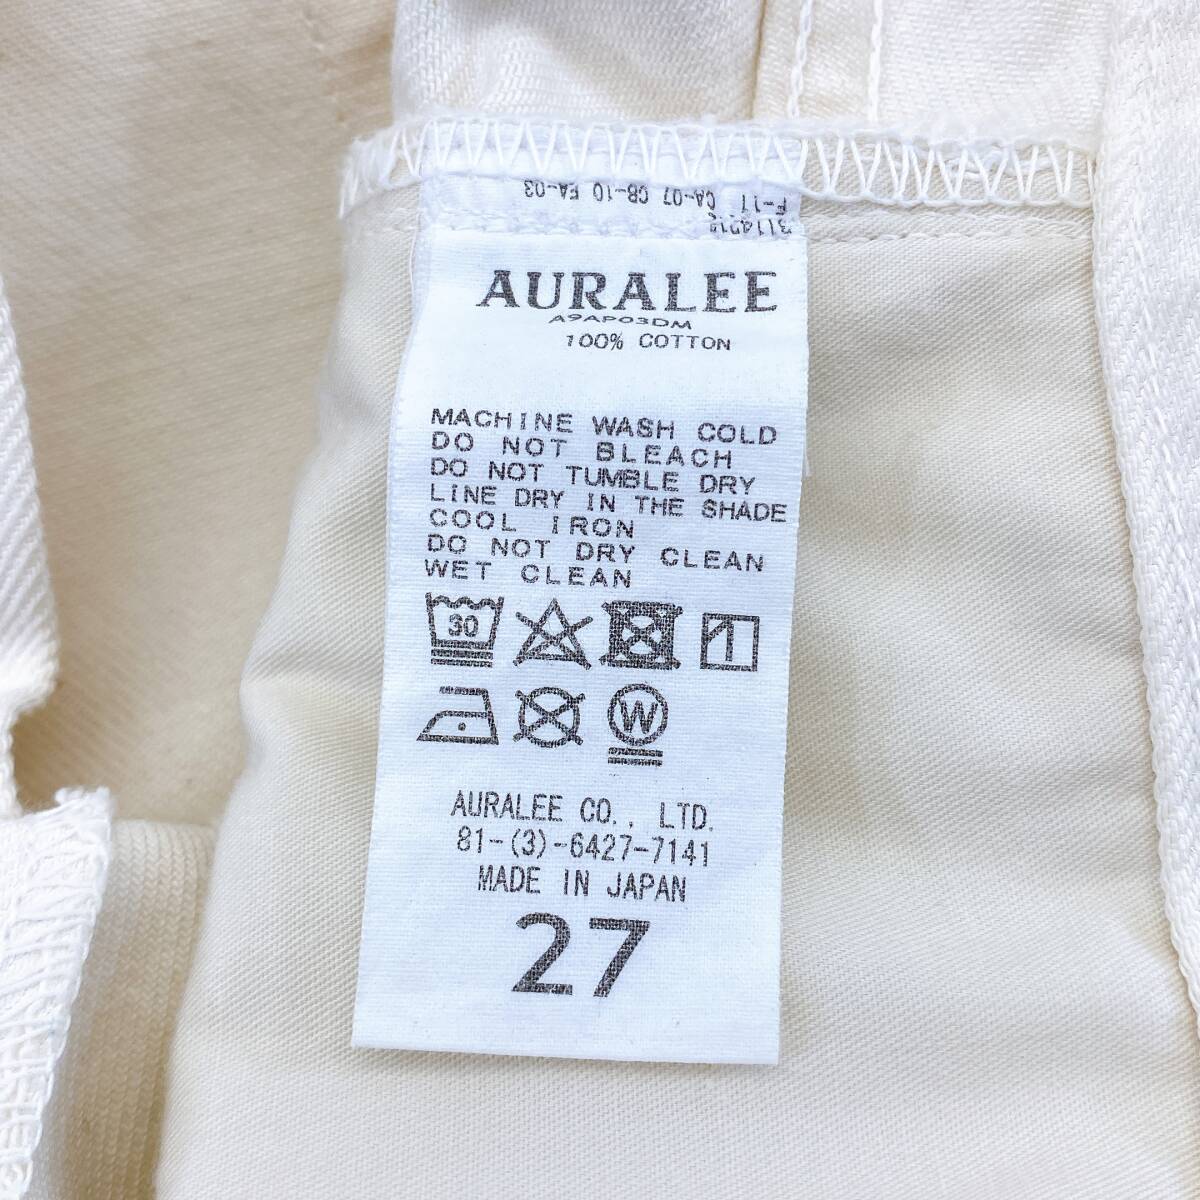 F-11 CA-07 CB-10 FA-03
AURALEE
A9AP03DM
100% COTTON
MACHINE WASH COLD
DO NOT BLEACH
DO NOT TUMBLE DRY
LINE DRY IN THE SHADE
COOL IRON
DO NOT DRY CLEAN
WET CLEAN
30
W
AURALEE CO., LTD.
81-(3)-6427-7141
MADE IN JAPAN
27